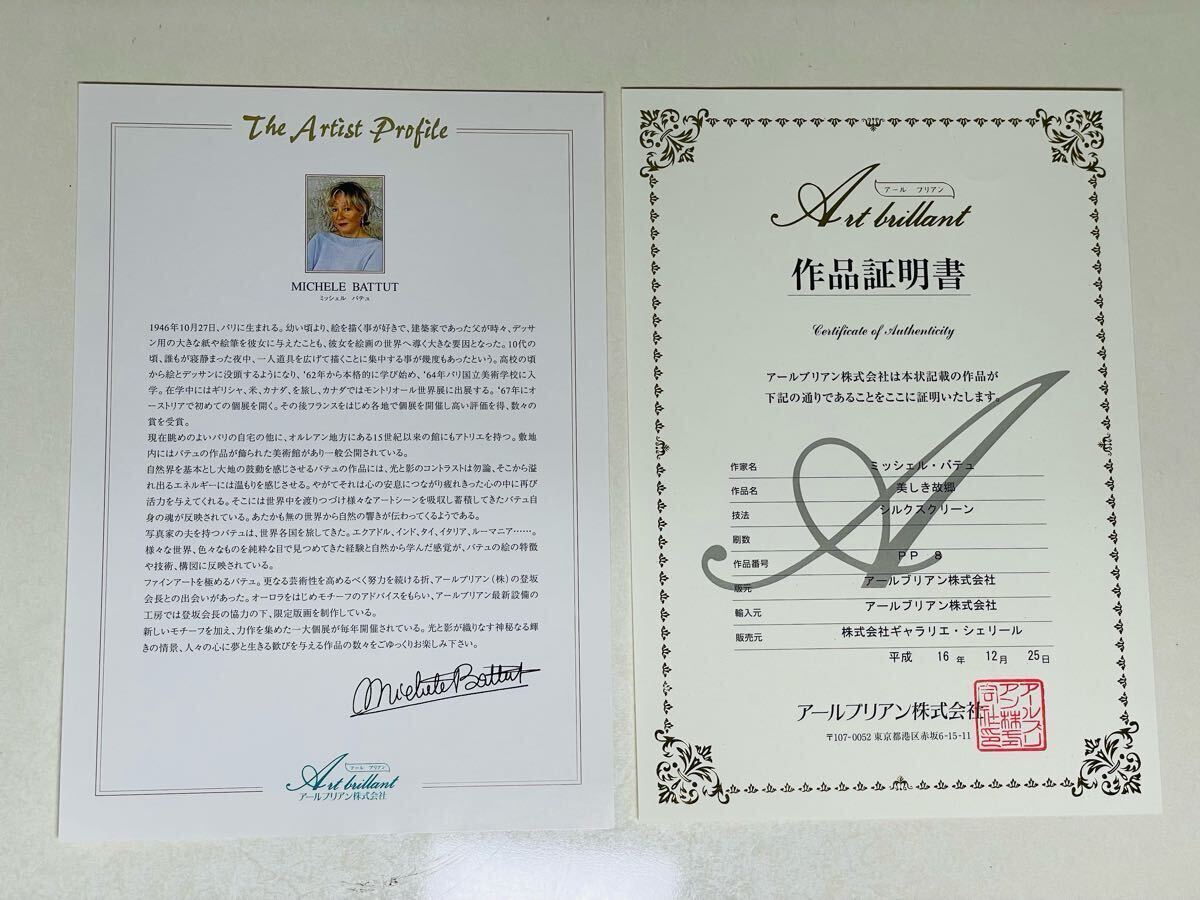 The Artist Profile
MICHELE BATTUT
ミッシェル バテュ
1946年10月27日、パリに生まれる。幼い頃より、絵を描く事が好きで、建築家であった父が時々、デッサ
ン用の大きな紙や絵筆を彼女に与えたことも、彼女を絵画の世界へ導く大きな要因となった。10代の
頃、誰もが寝静まった夜中、一人道具を広げて描くことに集中する事が幾度もあったという。高校の頃
から絵とデッサンに没頭するようになり、'62年から本格的に学び始め、'64年パリ国立美術学校に入
学。在学中にはギリシャ、米、カナダ、を旅し、カナダではモントリオール世界展に出展する。'67年にオ
ーストリアで初めての個展を開く。その後フランスをはじめ各地で個展を開催し高い評価を得、数々の
賞を受賞。
現在眺めのよいパリの自宅の他に、オルレアン地方にある15世紀以来の館にもアトリエを持つ。敷地
内にはバテュの作品が飾られた美術館があり一般公開されている。
自然界を基本とし大地の鼓動を感じさせるバテュの作品には、光と影のコントラストは勿論、そこから溢
れ出るエネルギーには温もりを感じさせる。やがてそれは心の安息につながり疲れきった心の中に再び
活力を与えてくれる。そこには世界中を渡りつづけ様々なアートシーンを吸収し蓄積してきたバテュ自
身の魂が反映されている。あたかも無の世界から自然の響きが伝わってくるようである。
写真家の夫を持つバテュは、世界各国を旅してきた。エクアドル、インド、タイ、イタリア、ルーマニア……。
様々な世界、色々なものを純粋な目で見つめてきた経験と自然から学んだ感覚が、バテュの絵の特徴
や技術、構図に反映されている。
ファインアートを極めるバテュ。更なる芸術性を高めるべく努力を続ける折、アールブリアン(株)の登坂
会長との出会いがあった。オーロラをはじめモチーフのアドバイスをもらい、アールブリアン最新設備の
工房では登坂会長の協力の下、限定版画を制作している。
新しいモチーフを加え、力作を集めた一大個展が毎年開催されている。光と影が織りなす神秘なる輝
きの情景、人々の心に夢と生きる歓びを与える作品の数々をごゆっくりお楽しみ下さい。
Michele Battut
アール ブリアン
Art brillant
アールブリアン株式会社
アール ブリアン
Art brillant
作品証明書
Certificate of Authenticity
アールブリアン株式会社は本状記載の作品が
下記の通りであることをここに証明いたします。
作家名 ミッシェル・バテュ
作品名 美しき故郷
技法 シルクスクリーン
刷数
作品番号 PP 8
版元 アールブリアン株式会社
輸入元 アールブリアン株式会社
販売元 株式会社ギャラリエ・シェリール
平成 16 年 12 月 25 日
アールブリアン株式会社
〒107-0052 東京都港区赤坂6-15-11
アールブリ
アン株式
会社印